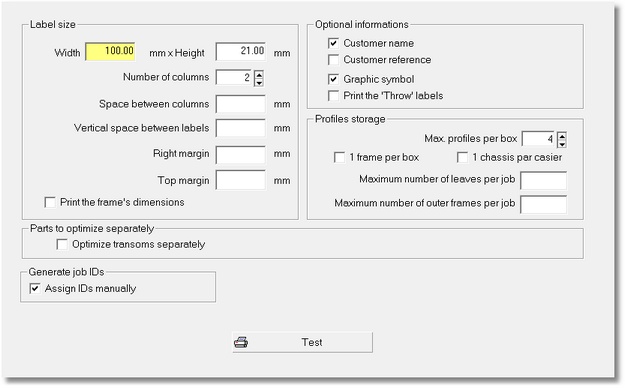 Label size
Width 100.00 mm x Height 21.00 mm
Number of columns 2
Space between columns mm
Vertical space between labels mm
Right margin mm
Top margin mm
Print the frame's dimensions
Optional informations
Customer name
Customer reference
Graphic symbol
Print the 'Throw' labels
Profiles storage
Max. profiles per box 4
1 frame per box 1 chassis par casier
Maximum number of leaves per job
Maximum number of outer frames per job
Parts to optimize separately
Optimize transoms separately
Generate job IDs
Assign IDs manually
Test